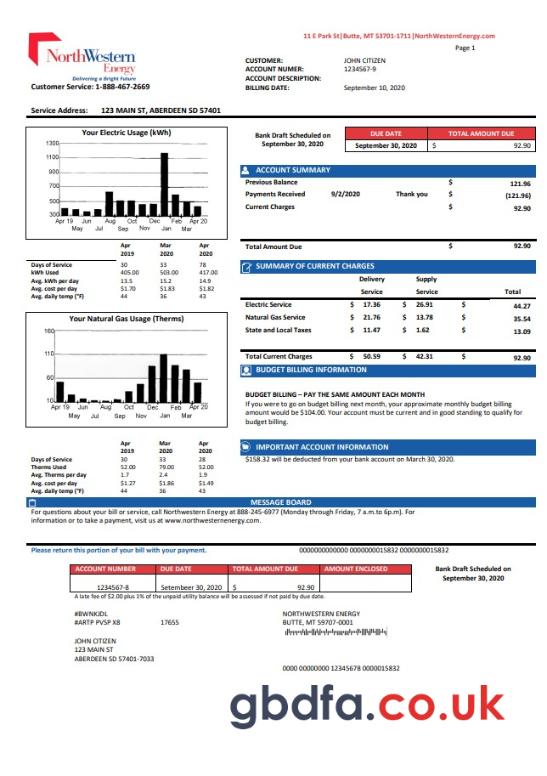 11 E Park St|Butte, MT 53701-1711 |NorthWesternEnergy.com
Page 1
NorthWestern
Energy
Delivering a Bright Future
Customer Service: 1-888-467-2669
CUSTOMER: JOHN CITIZEN
ACCOUNT NUMER: 1234567-9
ACCOUNT DESCRIPTION:
BILLING DATE: September 10, 2020
Service Address: 123 MAIN ST, ABERDEEN SD 57401
Your Electric Usage (kWh)
1300
1100
900
700
500
300
Apr 19 Jun Aug Oct Dec Feb Apr 20
May July Sep Nov Jan Mar
Apr 2019 Mar 2020 Apr 2020
Days of Service 30 33 78
kWh Used 405.00 503.00 417.00
Avg. kWh per day 13.5 15.2 14.9
Avg. cost per day $1.70 $1.83 $1.82
Avg. daily temp (°F) 44 36 43
Your Natural Gas Usage (Therms)
160
110
60
10
Apr 19 Jun Aug Oct Dec Feb Apr 20
May July Sep Nov Jan Mar
Apr 2019 Mar 2020 Apr 2020
Days of Service 30 33 28
Therms Used 52.00 79.00 52.00
Avg. Therms per day 1.7 2.4 1.9
Avg. cost per day $1.27 $1.86 $1.49
Avg. daily temp (°F) 44 36 43
Bank Draft Scheduled on
September 30, 2020
DUE DATE TOTAL AMOUNT DUE
September 30, 2020 $ 92.90
ACCOUNT SUMMARY
Previous Balance $ 121.96
Payments Received 9/2/2020 Thank you $ (121.96)
Current Charges $ 92.90
Total Amount Due $ 92.90
SUMMARY OF CURRENT CHARGES
Delivery Supply
Service Service Total
Electric Service $ 17.36 $ 26.91 44.27
Natural Gas Service $ 21.76 $ 13.78 35.54
State and Local Taxes $ 11.47 $ 1.62 13.09
Total Current Charges $ 50.59 $ 42.31 92.90
BUDGET BILLING INFORMATION
BUDGET BILLING – PAY THE SAME AMOUNT EACH MONTH
If you were to go on budget billing next month, your approximate monthly budget billing
amount would be $104.00. Your account must be current and in good standing to qualify for
budget billing.
IMPORTANT ACCOUNT INFORMATION
$158.32 will be deducted from your bank account on March 30, 2020.
MESSAGE BOARD
For questions about your bill or service, call Northwestern Energy at 888-245-6977 (Monday through Friday, 7 a.m.to 6p.m). For
information or to take a payment, visit us at www.northwesternenergy.com.
Please return this portion of your bill with your payment. 0000000000000 0000000015832 0000000015832
ACCOUNT NUMBER DUE DATE TOTAL AMOUNT DUE AMOUNT ENCLOSED
1234567-8 Setember 30, 2020 $ 92.90
Bank Draft Scheduled on
September 30, 2020
A late fee of $2.00 plus 1% of the unpaid utility balance will be assessed if not paid by due date.
#BWNKJDL
#ARTP PVSP X8 17655
NORTHWESTERN ENERGY
BUTTE, MT 59707-0001
JOHN CITIZEN
123 MAIN ST
ABERDEEN SD 57401-7033
0000 00000000 12345678 0000015832
gbdfa.co.uk